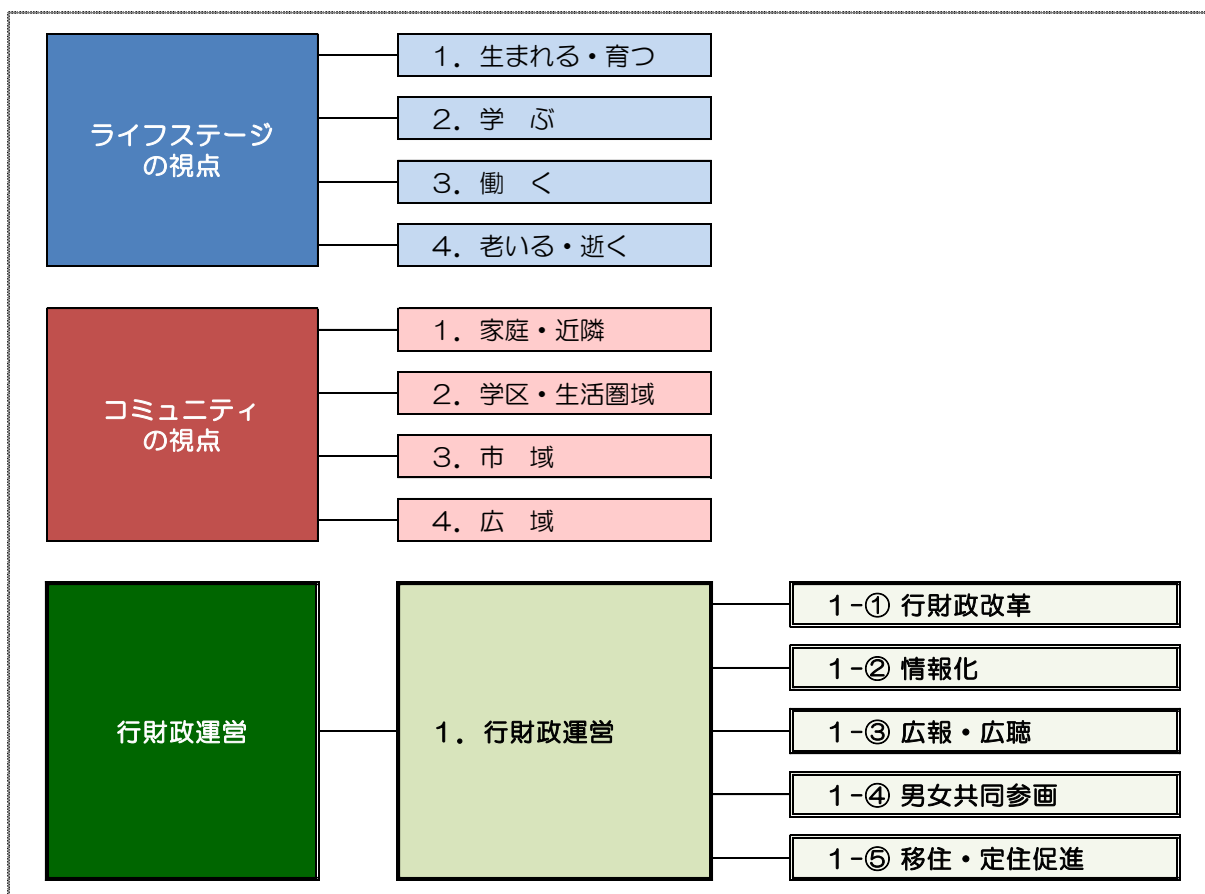 ライフステージ
の視点
１．生まれる・育つ
２．学　ぶ
３．働　く
４．老いる・逝く
コミュニティ
の視点
１．家庭・近隣
２．学区・生活圏域
３．市　域
４．広　域
行財政運営
１．行財政運営
１-① 行財政改革
１-② 情報化
１-③ 広報・広聴
１-④ 男女共同参画
１-⑤ 移住・定住促進